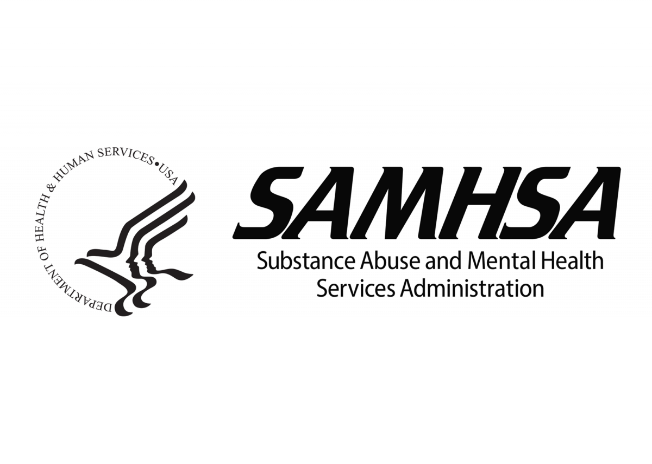 DEPARTMENT OF HEALTH & HUMAN SERVICES•USA
SAMHSA
Substance Abuse and Mental Health
Services Administration